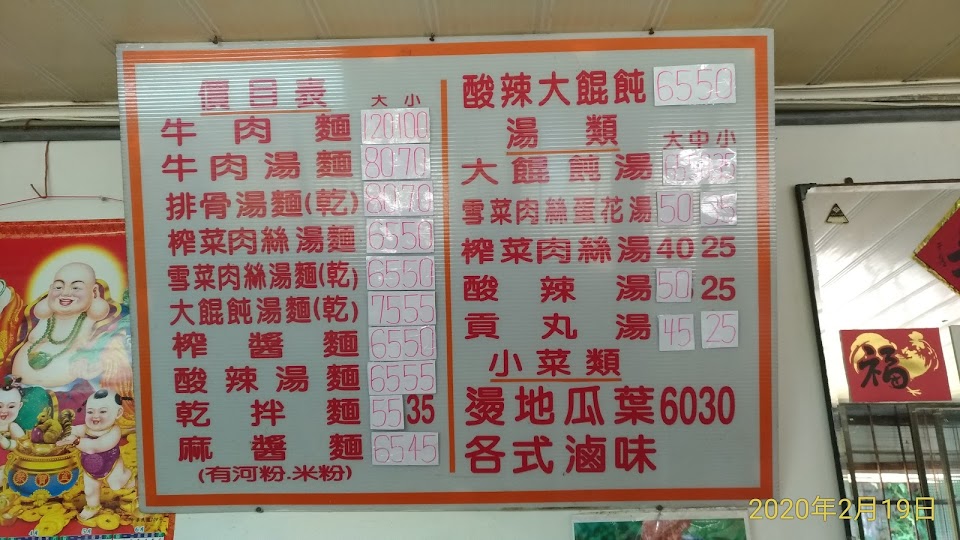 價目表
大 小
牛肉麵 120 100
牛肉湯麵 80 70
排骨湯麵(乾) 80 70
榨菜肉絲湯麵 65 50
雪菜肉絲湯麵(乾) 65 50
大餛飩湯麵(乾) 75 55
榨醬麵 65 50
酸辣湯麵 65 55
乾拌麵 55 35
麻醬麵 65 45
(有河粉.米粉)
酸辣大餛飩 65 50
湯類
大中小
大餛飩湯
雪菜肉絲蛋花湯 50 35
榨菜肉絲湯 40 25
酸辣湯 50 25
貢丸湯 45 25
小菜類
燙地瓜葉 60 30
各式滷味
福
2020年2月19日